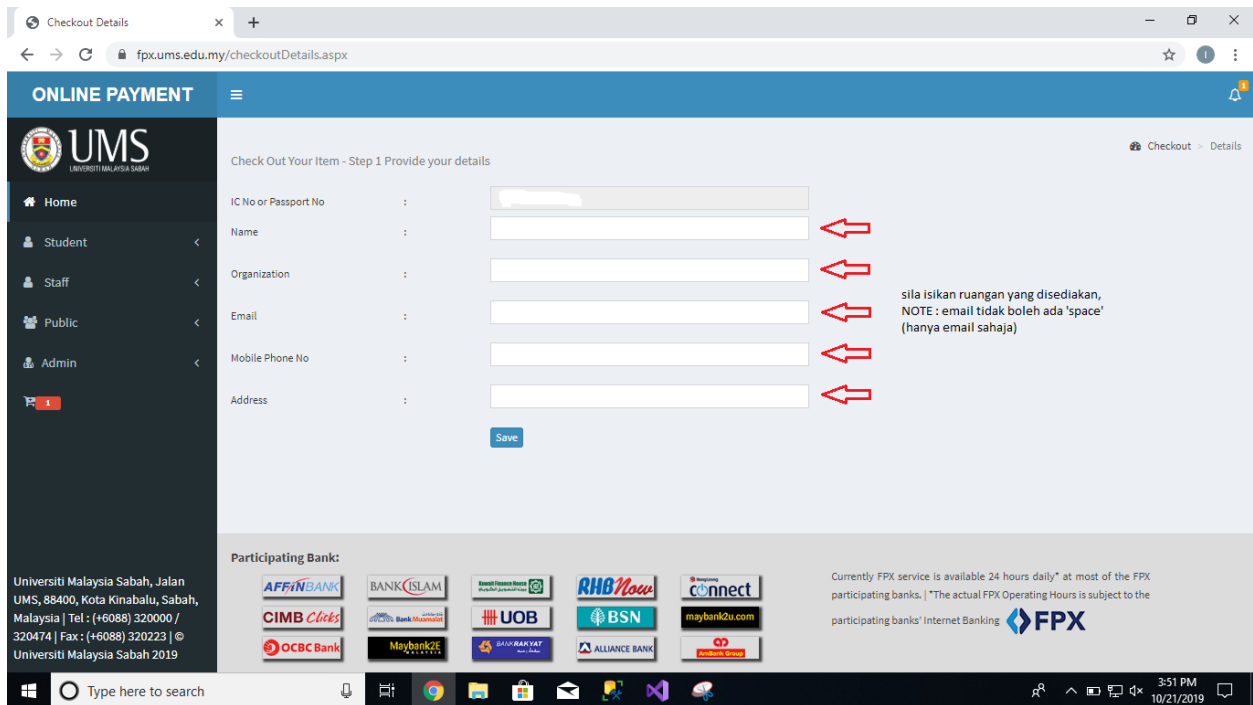 Checkout Details
fpx.ums.edu.my/checkoutDetails.aspx
I
ONLINE PAYMENT
1
UMS
UNIVERSITI MALAYSIA SABAH
Checkout > Details
Check Out Your Item - Step 1 Provide your details
Home
IC No or Passport No :
Name :
Student
Organization :
Staff
sila isikan ruangan yang disediakan,
NOTE : email tidak boleh ada 'space'
(hanya email sahaja)
Email :
Public
Mobile Phone No :
Admin
Address :
1
Save
Participating Bank:
AFFINBANK
BANK ISLAM
Kuwait Finance House
RHB Now
HongLeong Connect
CIMB Clicks
Bank Muamalat
UOB
BSN
maybank2u.com
OCBC Bank
Maybank2E
BANK RAKYAT
ALLIANCE BANK
AmBank Group
Currently FPX service is available 24 hours daily* at most of the FPX
participating banks. | *The actual FPX Operating Hours is subject to the
participating banks' Internet Banking FPX
Universiti Malaysia Sabah, Jalan
UMS, 88400, Kota Kinabalu, Sabah,
Malaysia | Tel : (+6088) 320000 /
320474 | Fax : (+6088) 320223 | ©
Universiti Malaysia Sabah 2019
Type here to search
3:51 PM
10/21/2019